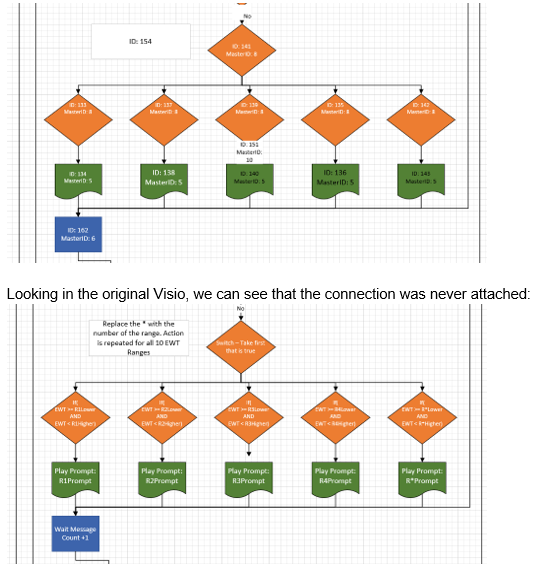 No
ID: 154
ID: 141
MasterID: 8
ID: 133
MasterID: 8
ID: 137
MasterID: 8
ID: 139
MasterID: 8
ID: 135
MasterID: 8
ID: 142
MasterID: 8
ID: 151
MasterID:
10
ID: 134
MasterID: 5
ID: 138
MasterID: 5
ID: 140
MasterID: 5
ID: 136
MasterID: 5
ID: 143
MasterID: 5
ID: 162
MasterID: 6
Looking in the original Visio, we can see that the connection was never attached:
No
Replace the * with the
number of the range. Action
is repeated for all 10 EWT
Ranges
Switch – Take first
that is true
IF(
EWT >= R1Lower
AND
EWT < R1Higher)
IF(
EWT >= R2Lower
AND
EWT < R2Higher)
IF(
EWT >= R3Lower
AND
EWT < R3Higher)
IF(
EWT >= R4Lower
AND
EWT < R4Higher)
IF(
EWT >= R*Lower
AND
EWT < R*Higher)
Play Prompt:
R1Prompt
Play Prompt:
R2Prompt
Play Prompt:
R3Prompt
Play Prompt:
R4Prompt
Play Prompt:
R*Prompt
Wait Message
Count +1